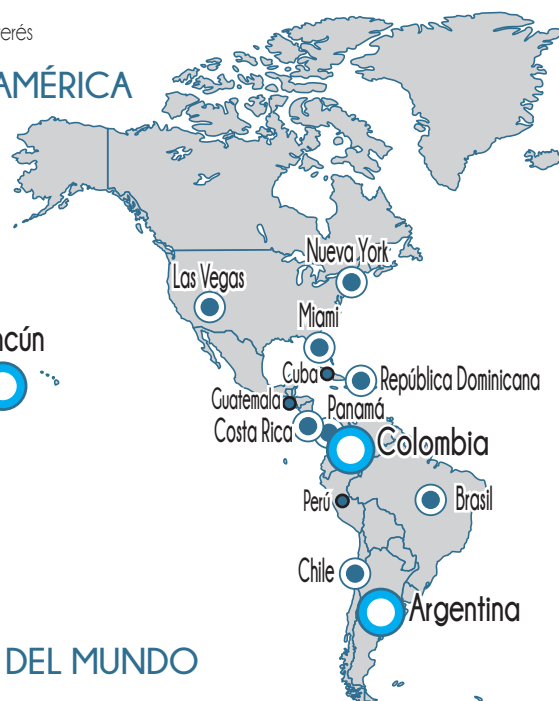 erés
AMÉRICA
Nueva York
Las Vegas
Miami
ncún
Cuba
República Dominicana
Guatemala
Panamá
Costa Rica
Colombia
Perú
Brasil
Chile
Argentina
DEL MUNDO